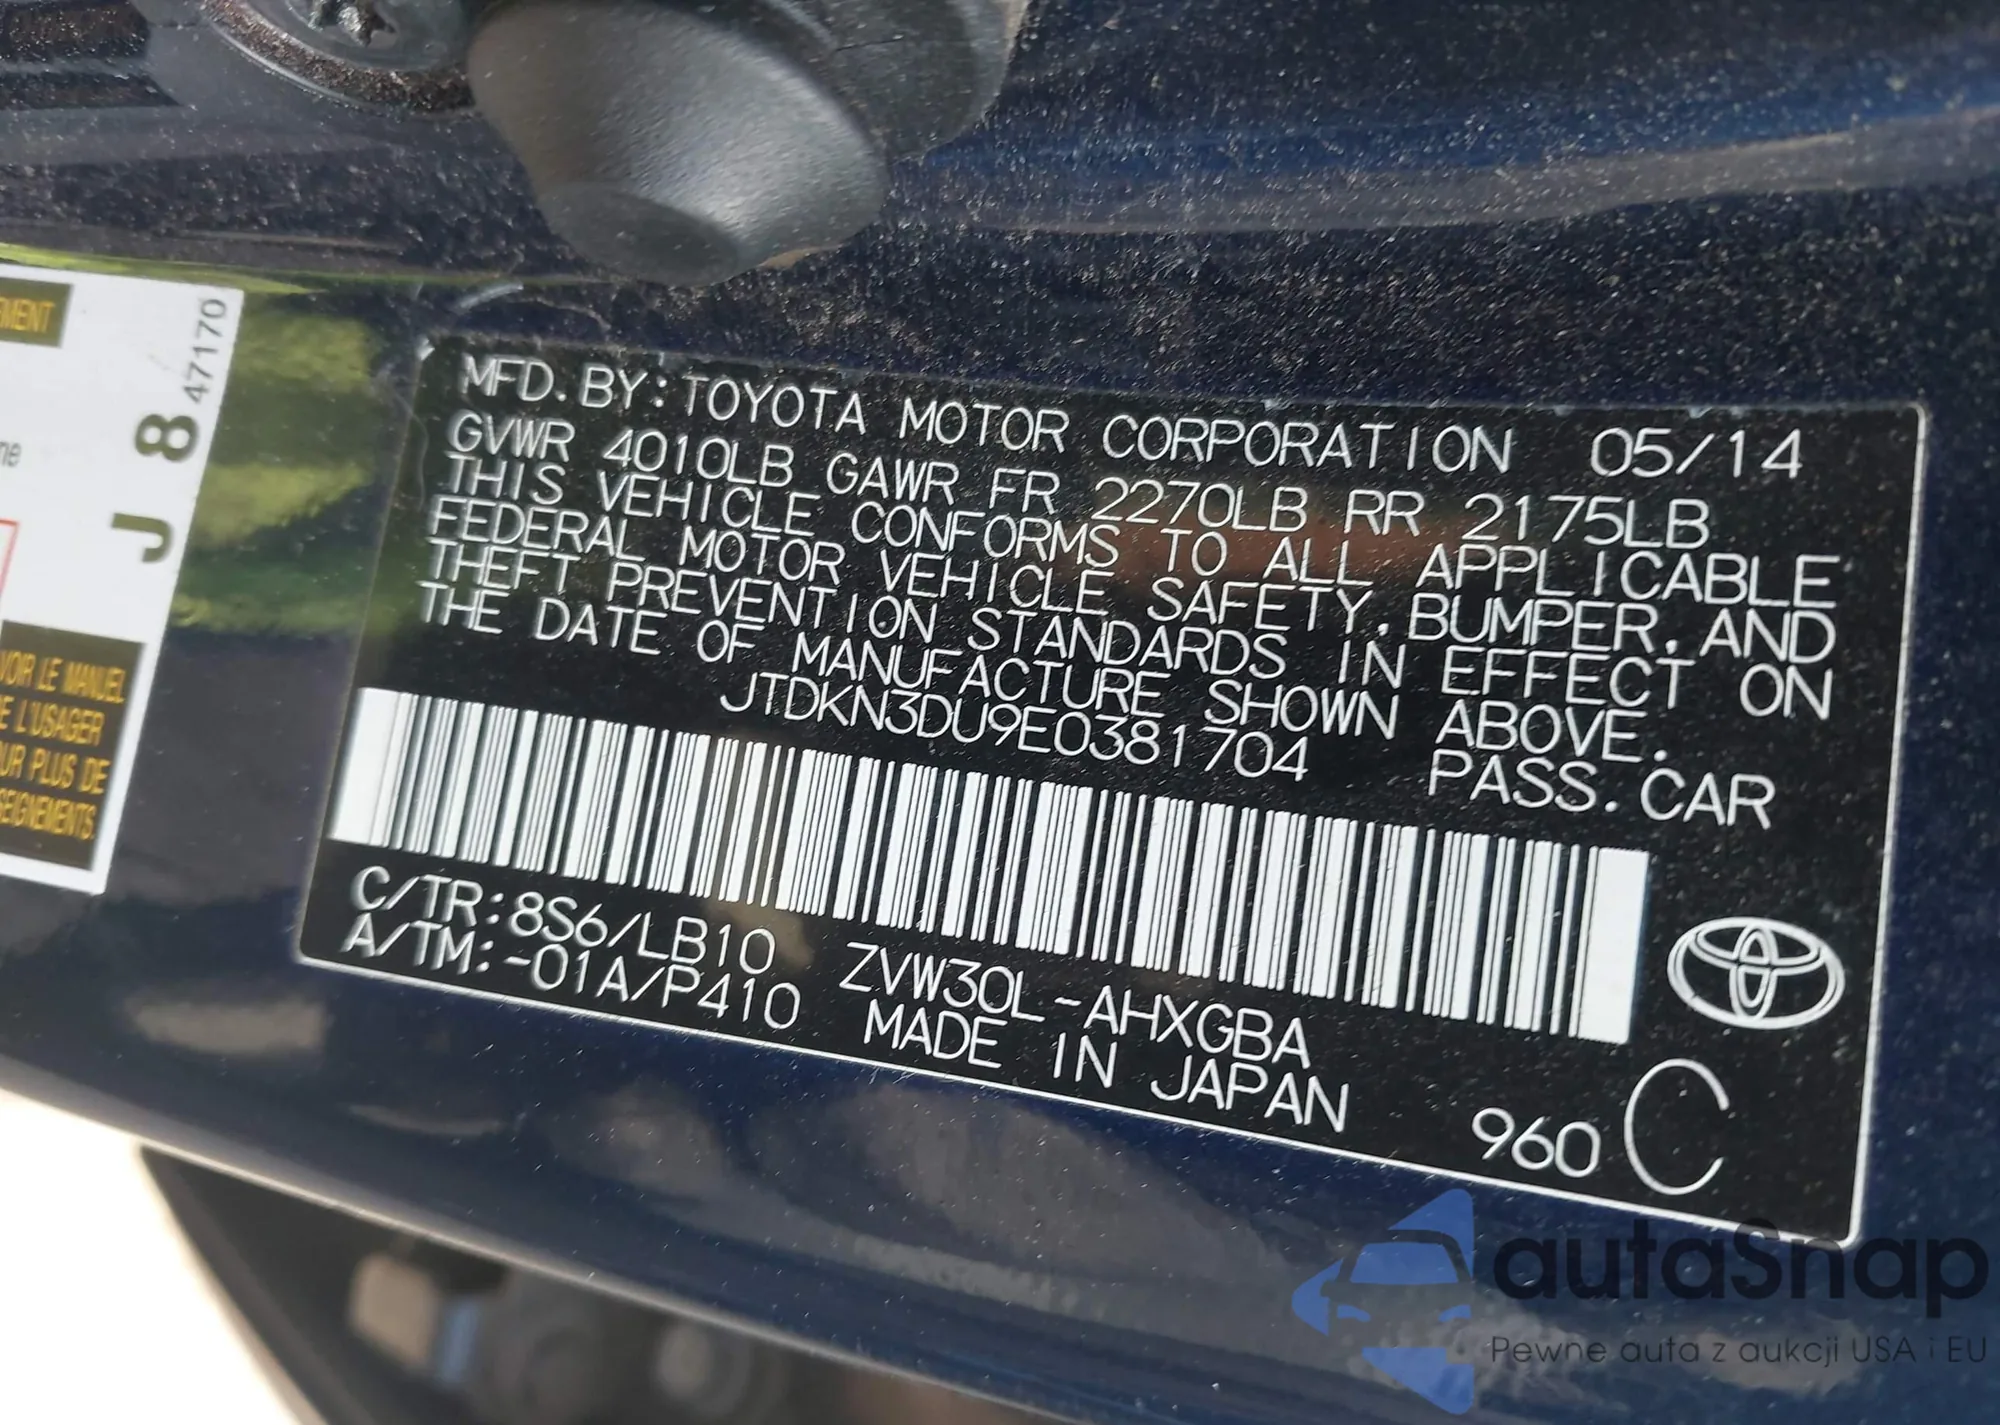 EMENT
J 8 47170
VOIR LE MANUEL
L'USAGER
PLUS DE
MFD. BY: TOYOTA MOTOR CORPORATION 05/14
GVWR 4010LB GAWR FR 2270LB RR 2175LB
THIS VEHICLE CONFORMS TO ALL APPLICABLE
FEDERAL MOTOR VEHICLE SAFETY, BUMPER, AND
THEFT PREVENTION STANDARDS IN EFFECT ON
THE DATE OF MANUFACTURE SHOWN ABOVE.
JTDKN3DU9E0381704 PASS. CAR
C/TR:8S6/LB10 ZVW30L-AHXGBA
A/TM:-01A/P410 MADE IN JAPAN 960 C
autaSnap
Pewne auta z aukcji USA i EU